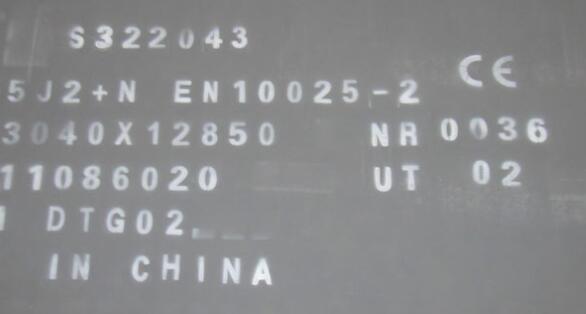 S322043
5J2+N EN10025-2 CE
3040X12850 NR 0036
11086020 UT 02
DTG02
IN CHINA